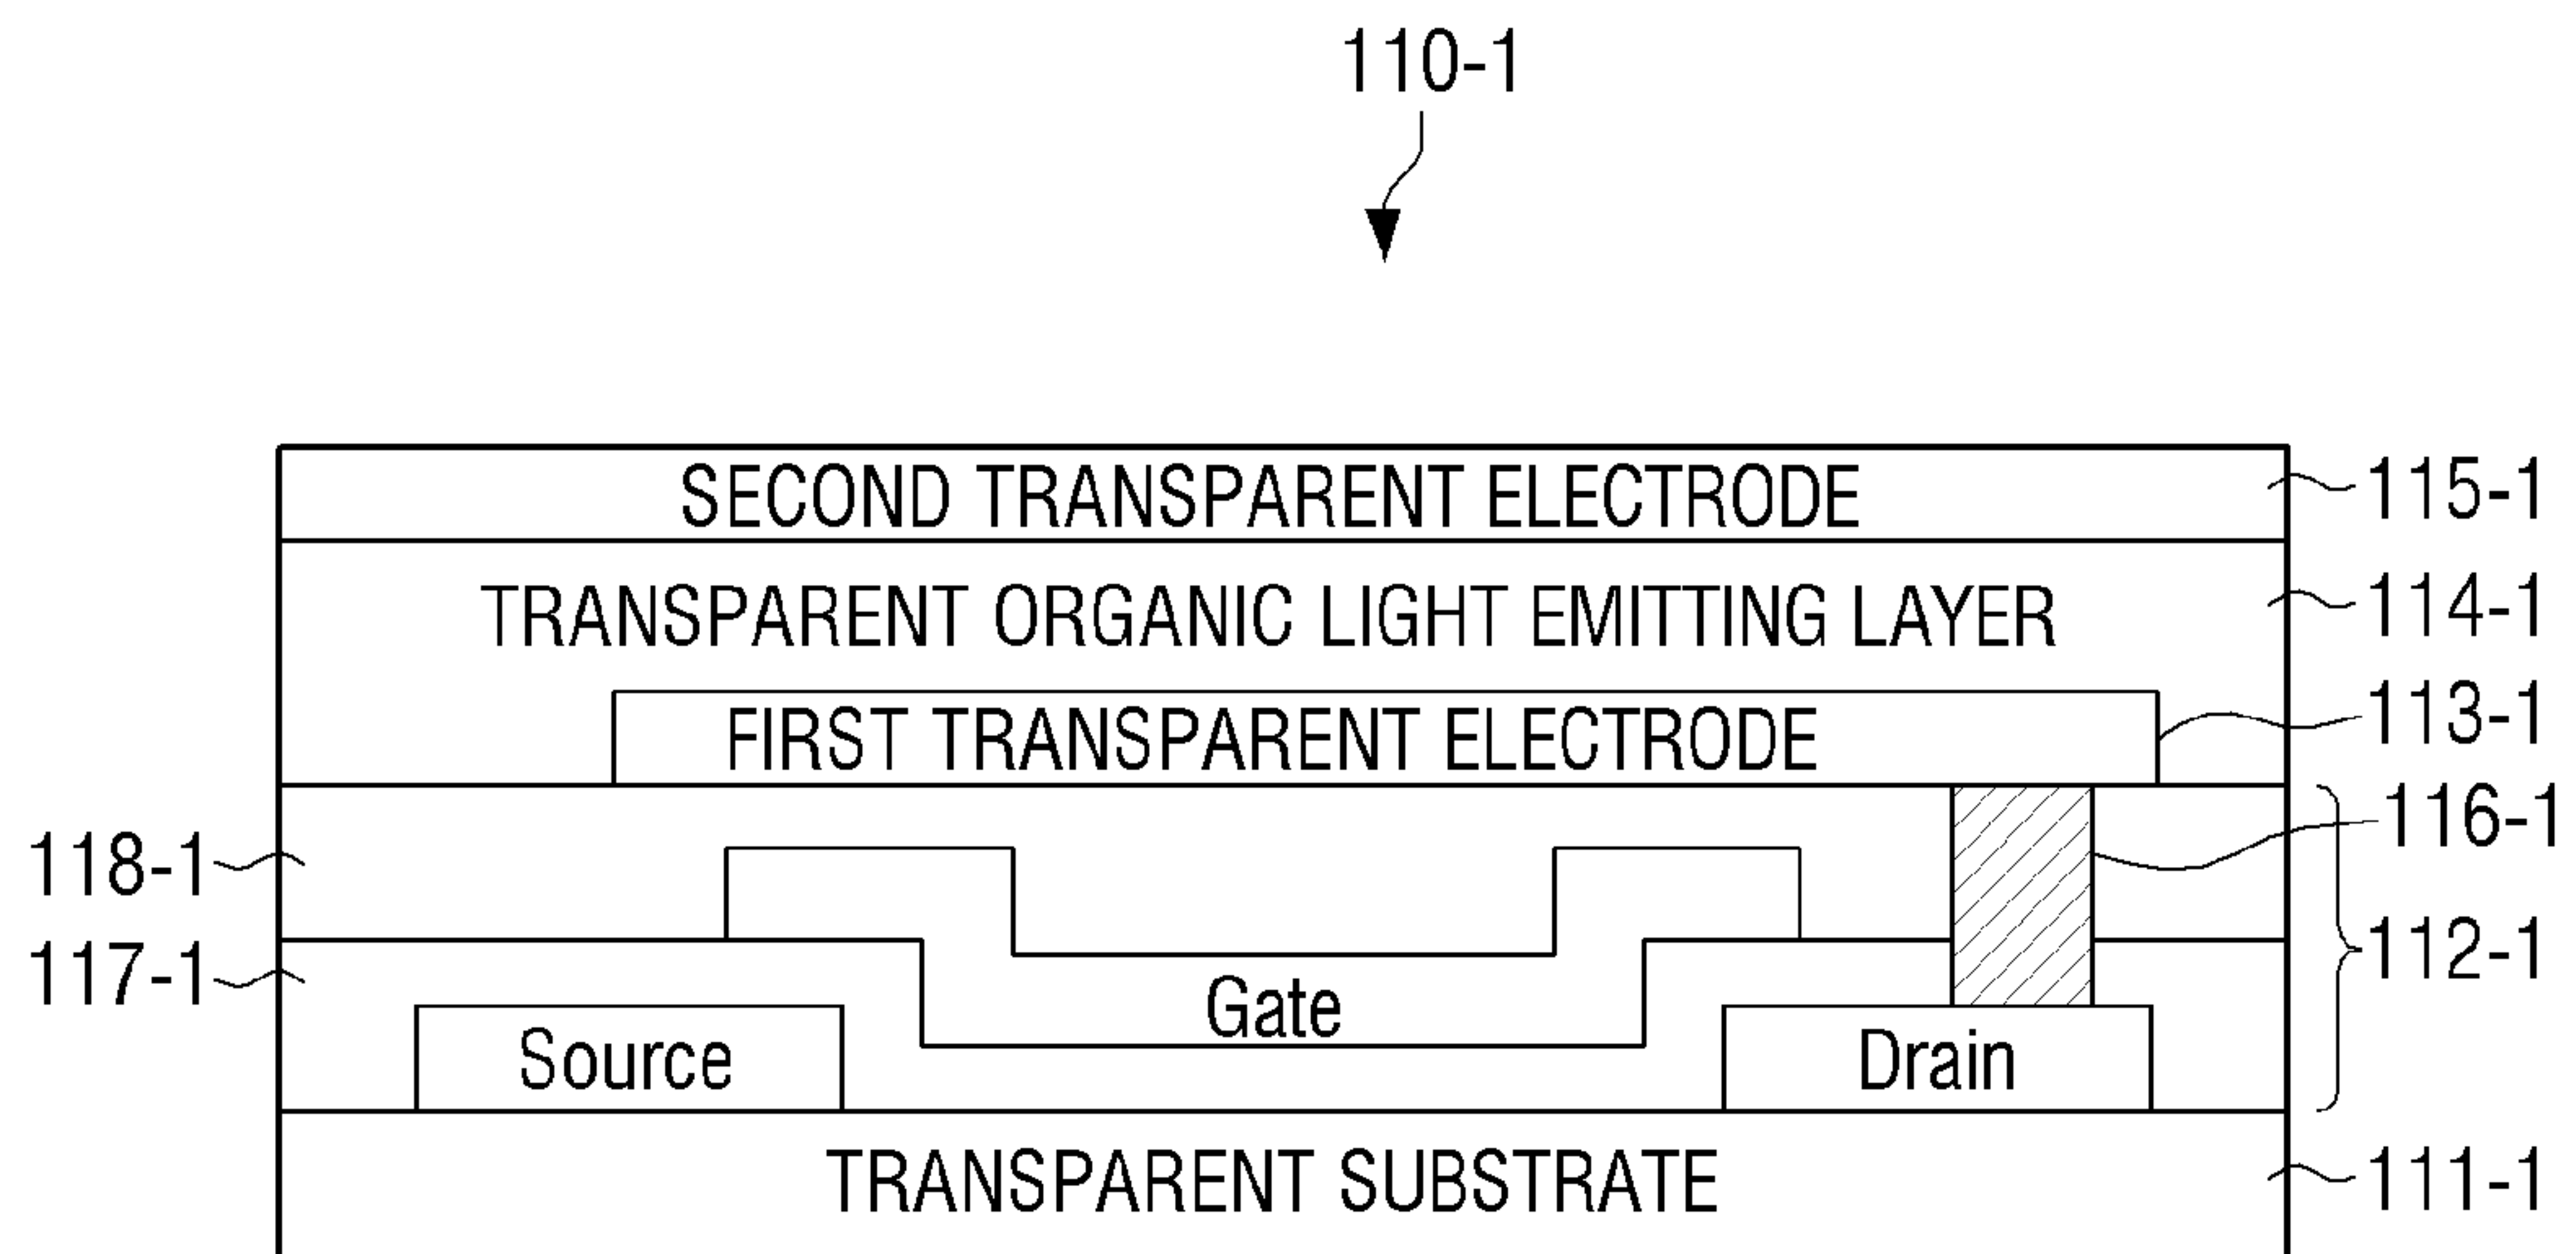 110-1
SECOND TRANSPARENT ELECTRODE
115-1
TRANSPARENT ORGANIC LIGHT EMITTING LAYER
114-1
FIRST TRANSPARENT ELECTRODE
113-1
116-1
118-1
112-1
117-1
Gate
Source
Drain
TRANSPARENT SUBSTRATE
111-1